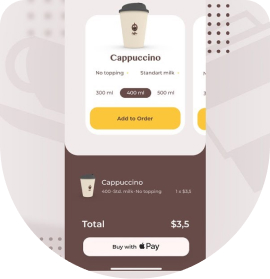 Cappuccino
No topping
Standart milk
300 ml
400 ml
500 ml
Add to Order
Cappuccino
400 · Std. milk · No topping
1 x $3,5
Total
$3,5
Buy with Pay